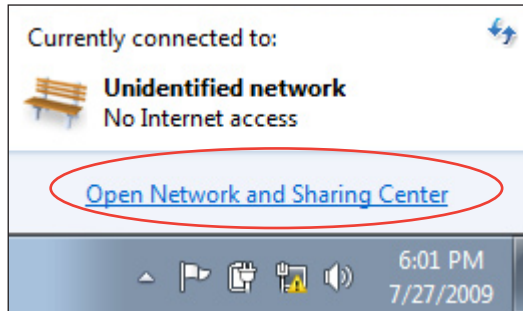 Currently connected to:
Unidentified network
No Internet access
Open Network and Sharing Center
6:01 PM
7/27/2009